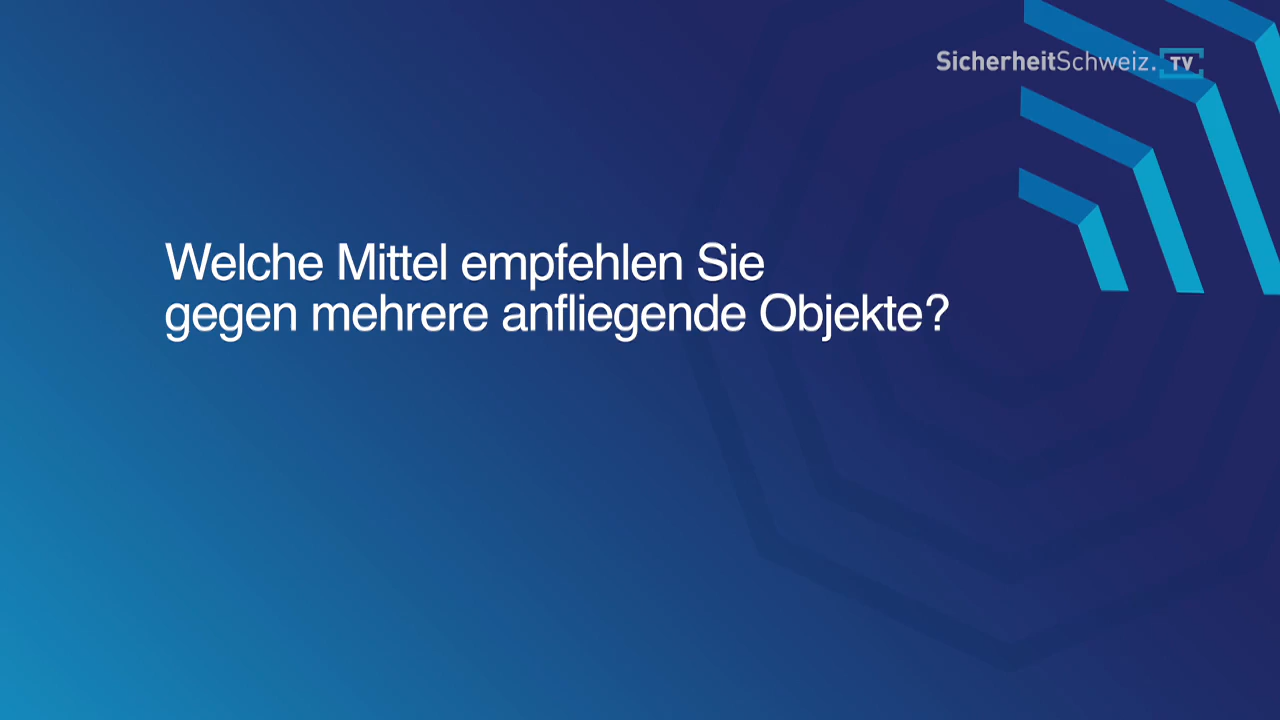 SicherheitSchweiz. TV
Welche Mittel empfehlen Sie
gegen mehrere anfliegende Objekte?